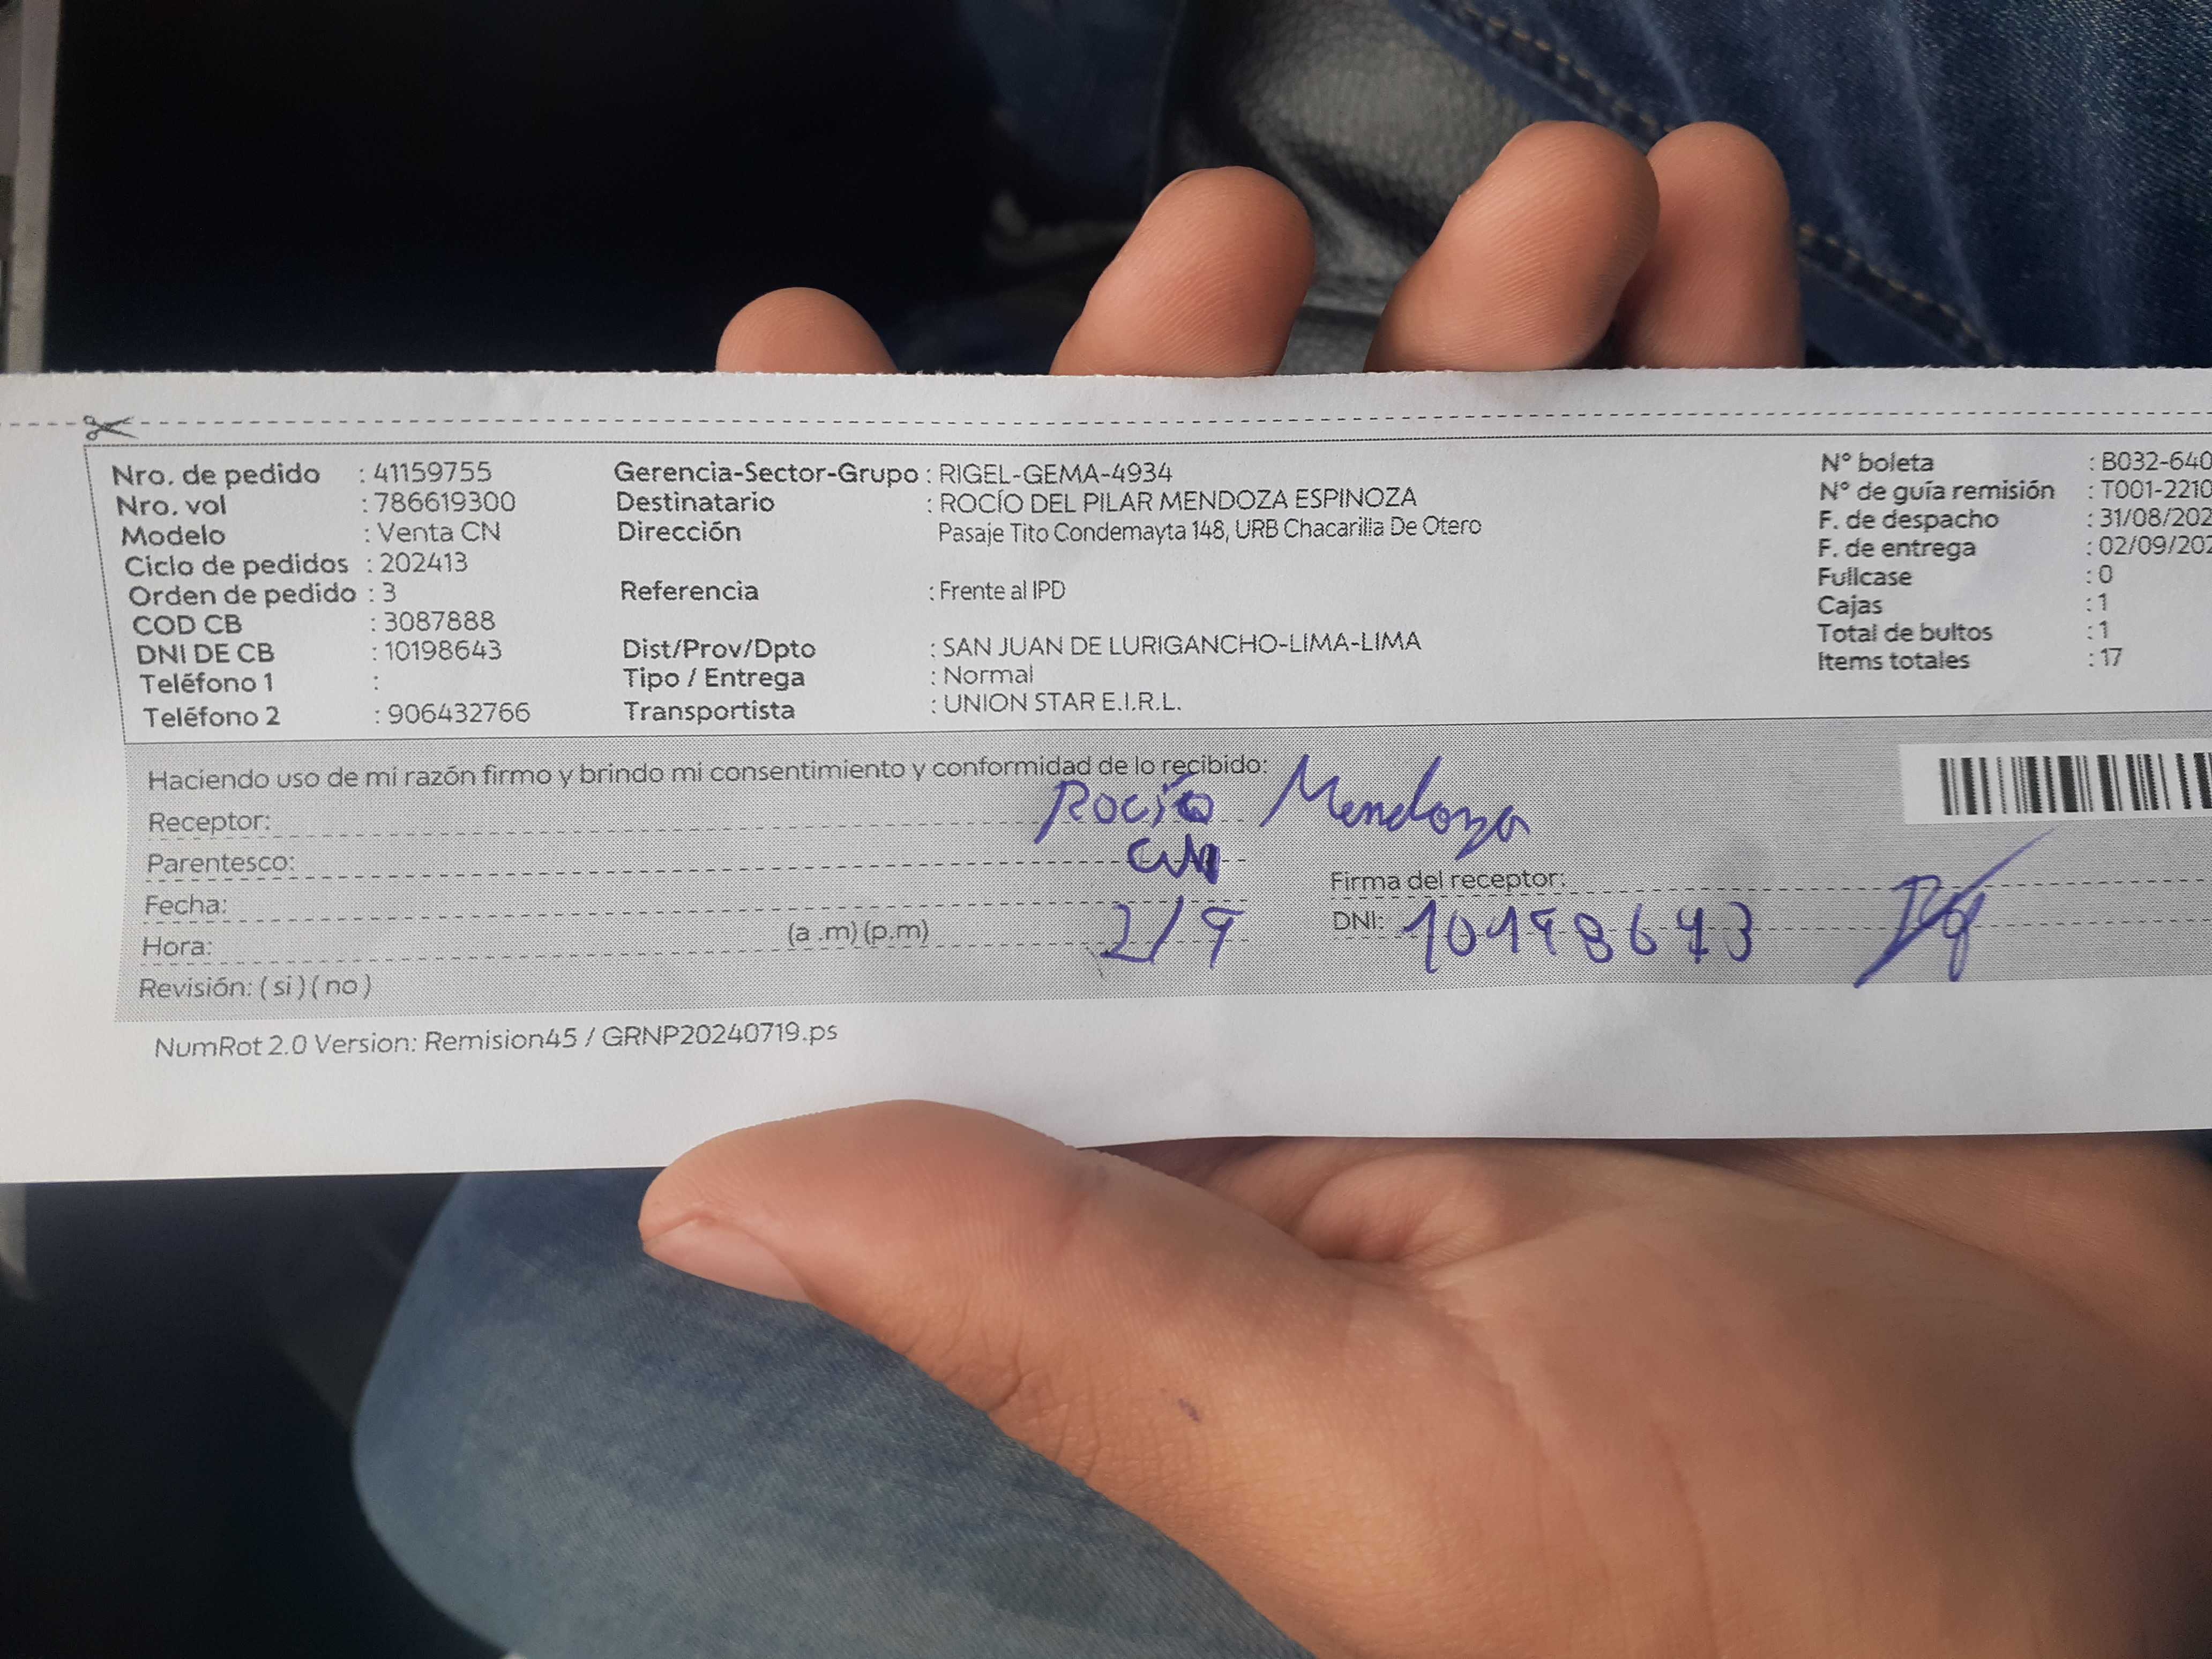 Nro. de pedido : 41159755 Gerencia-Sector-Grupo : RIGEL-GEMA-4934 N° boleta : B032-640
Nro. vol : 786619300 Destinatario : ROCÍO DEL PILAR MENDOZA ESPINOZA N° de guía remisión : T001-2210
Modelo : Venta CN Dirección Pasaje Tito Condemayta 148, URB Chacarilla De Otero F. de despacho : 31/08/202
Ciclo de pedidos : 202413 F. de entrega : 02/09/202
Orden de pedido : 3 Referencia : Frente al IPD Fullcase : 0
COD CB : 3087888 Cajas : 1
DNI DE CB : 10198643 Dist/Prov/Dpto : SAN JUAN DE LURIGANCHO-LIMA-LIMA Total de bultos : 1
Teléfono 1 : Tipo / Entrega : Normal Items totales : 17
Teléfono 2 : 906432766 Transportista : UNION STAR E.I.R.L.
Haciendo uso de mi razón firmo y brindo mi consentimiento y conformidad de lo recibido:
Receptor: Rocío Mendoza
Parentesco:
Fecha: Firma del receptor:
Hora: (a .m) (p.m) 2/9 DNI: 10198643
Revisión: ( si ) ( no )
NumRot 2.0 Version: Remision45 / GRNP20240719.ps